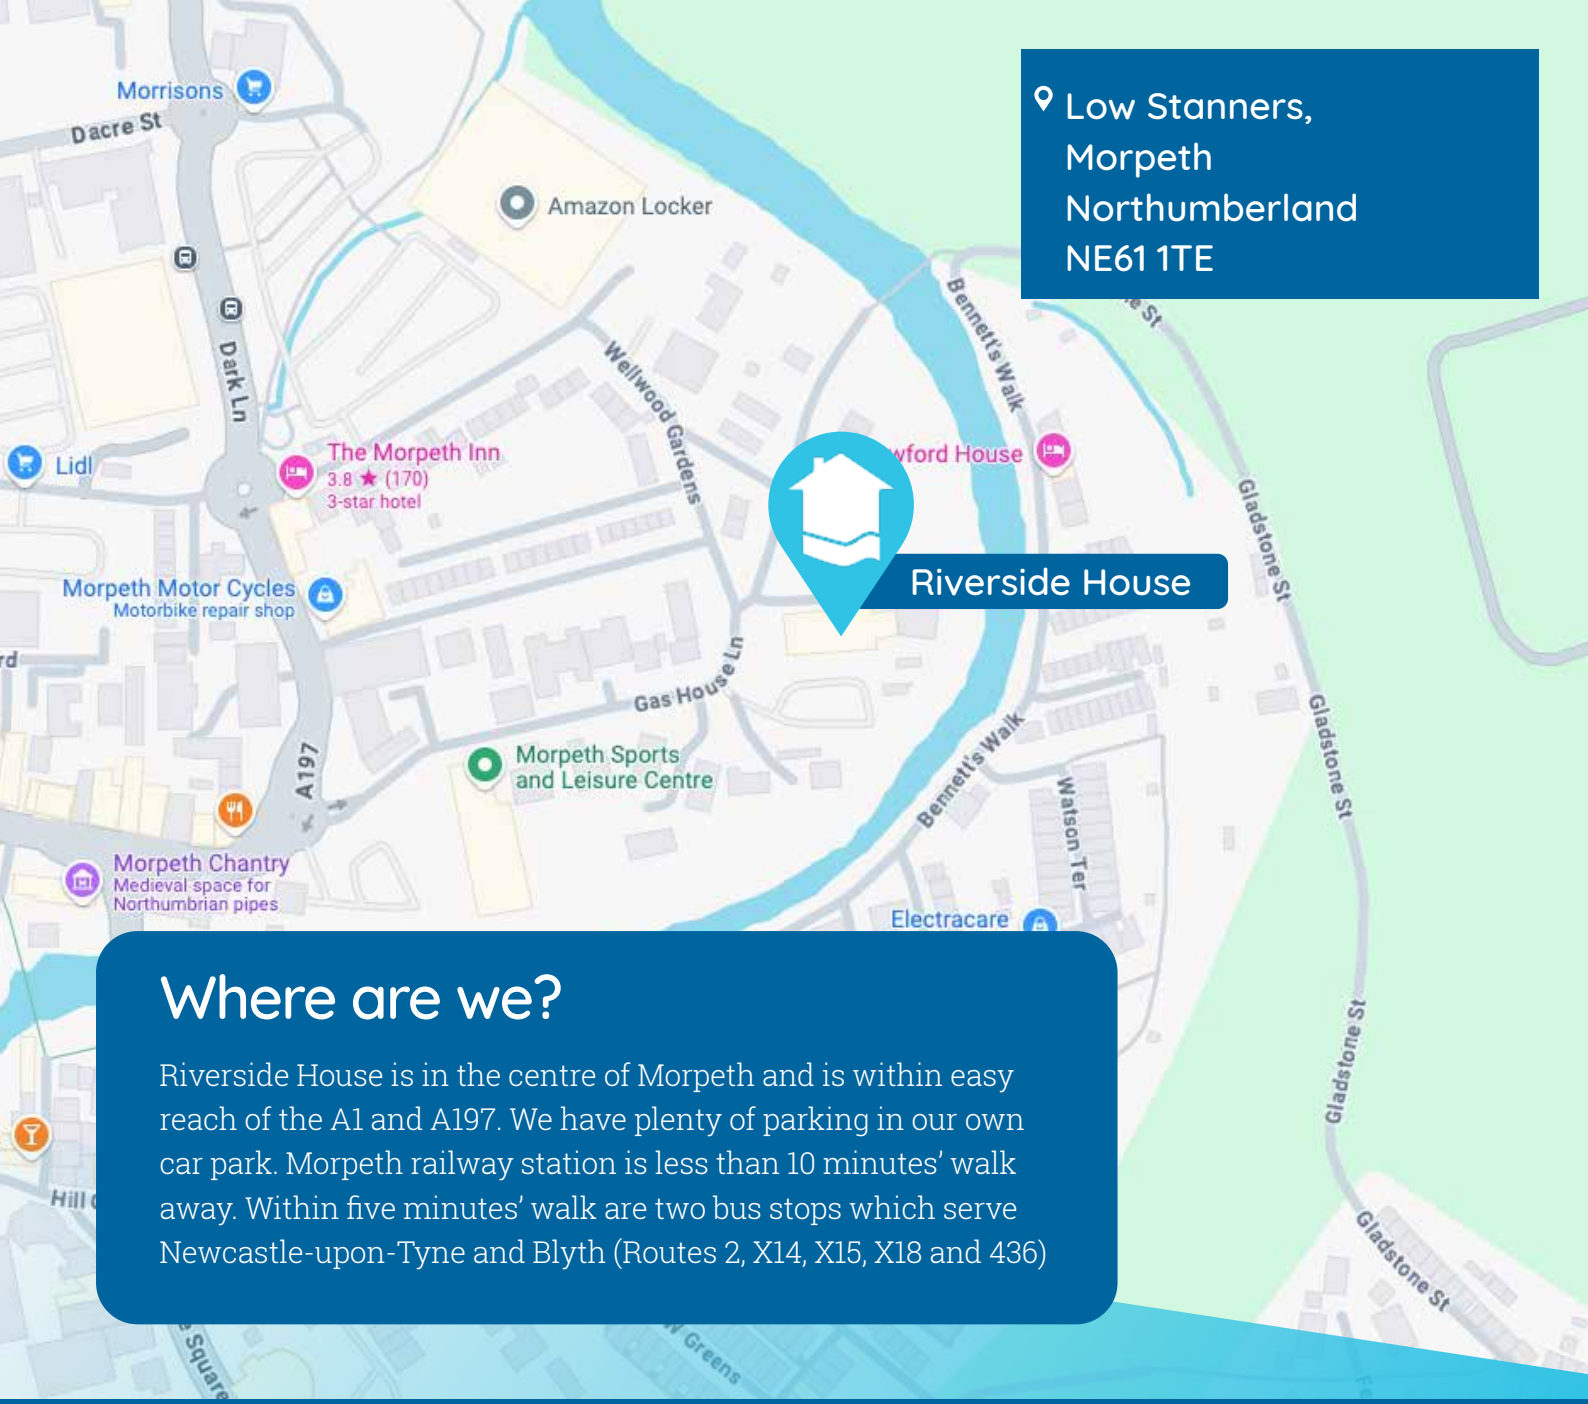 Morrisons
Dacre St
Low Stanners,
Morpeth
Northumberland
NE61 1TE
Amazon Locker
Bennett's Walk
e St
Dark Ln
Wellwood Gardens
Lidl
The Morpeth Inn
3.8 ★ (170)
3-star hotel
wford House
Gladstone St
Riverside House
Morpeth Motor Cycles
Motorbike repair shop
rd
Gas House Ln
Gladstone St
A197
Morpeth Sports
and Leisure Centre
Bennett's Walk
Watson Ter
Morpeth Chantry
Medieval space for
Northumbrian pipes
Electracare
Where are we?
Riverside House is in the centre of Morpeth and is within easy
reach of the A1 and A197. We have plenty of parking in our own
car park. Morpeth railway station is less than 10 minutes’ walk
away. Within five minutes’ walk are two bus stops which serve
Newcastle-upon-Tyne and Blyth (Routes 2, X14, X15, X18 and 436)
Gladstone St
Hill
Gladstone St
Square
Greens